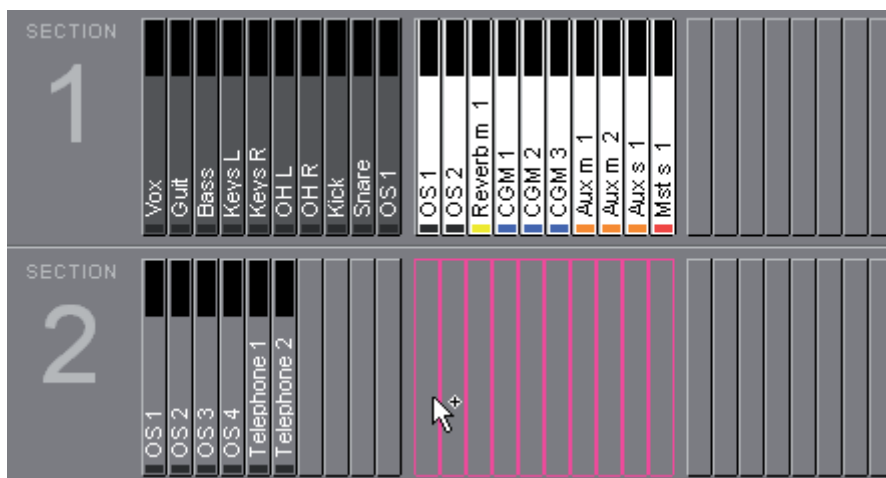 SECTION
1
Vox
Guit
Bass
Keys L
Keys R
OH L
OH R
Kick
Snare
OS 1
OS 1
OS 2
Reverb m 1
CGM 1
CGM 2
CGM 3
Aux m 1
Aux m 2
Aux s 1
Mst s 1
SECTION
2
OS 1
OS 2
OS 3
OS 4
Telephone 1
Telephone 2